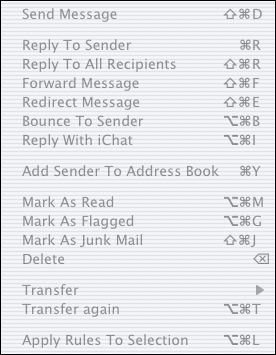 Send Message ⇧⌘D
Reply To Sender ⌘R
Reply To All Recipients ⇧⌘R
Forward Message ⇧⌘F
Redirect Message ⇧⌘E
Bounce To Sender ⌥⌘B
Reply With iChat ⌥⌘I
Add Sender To Address Book ⌘Y
Mark As Read ⌥⌘M
Mark As Flagged ⌥⌘G
Mark As Junk Mail ⇧⌘J
Delete ⌫
Transfer ▶
Transfer again ⌥⌘T
Apply Rules To Selection ⌥⌘L